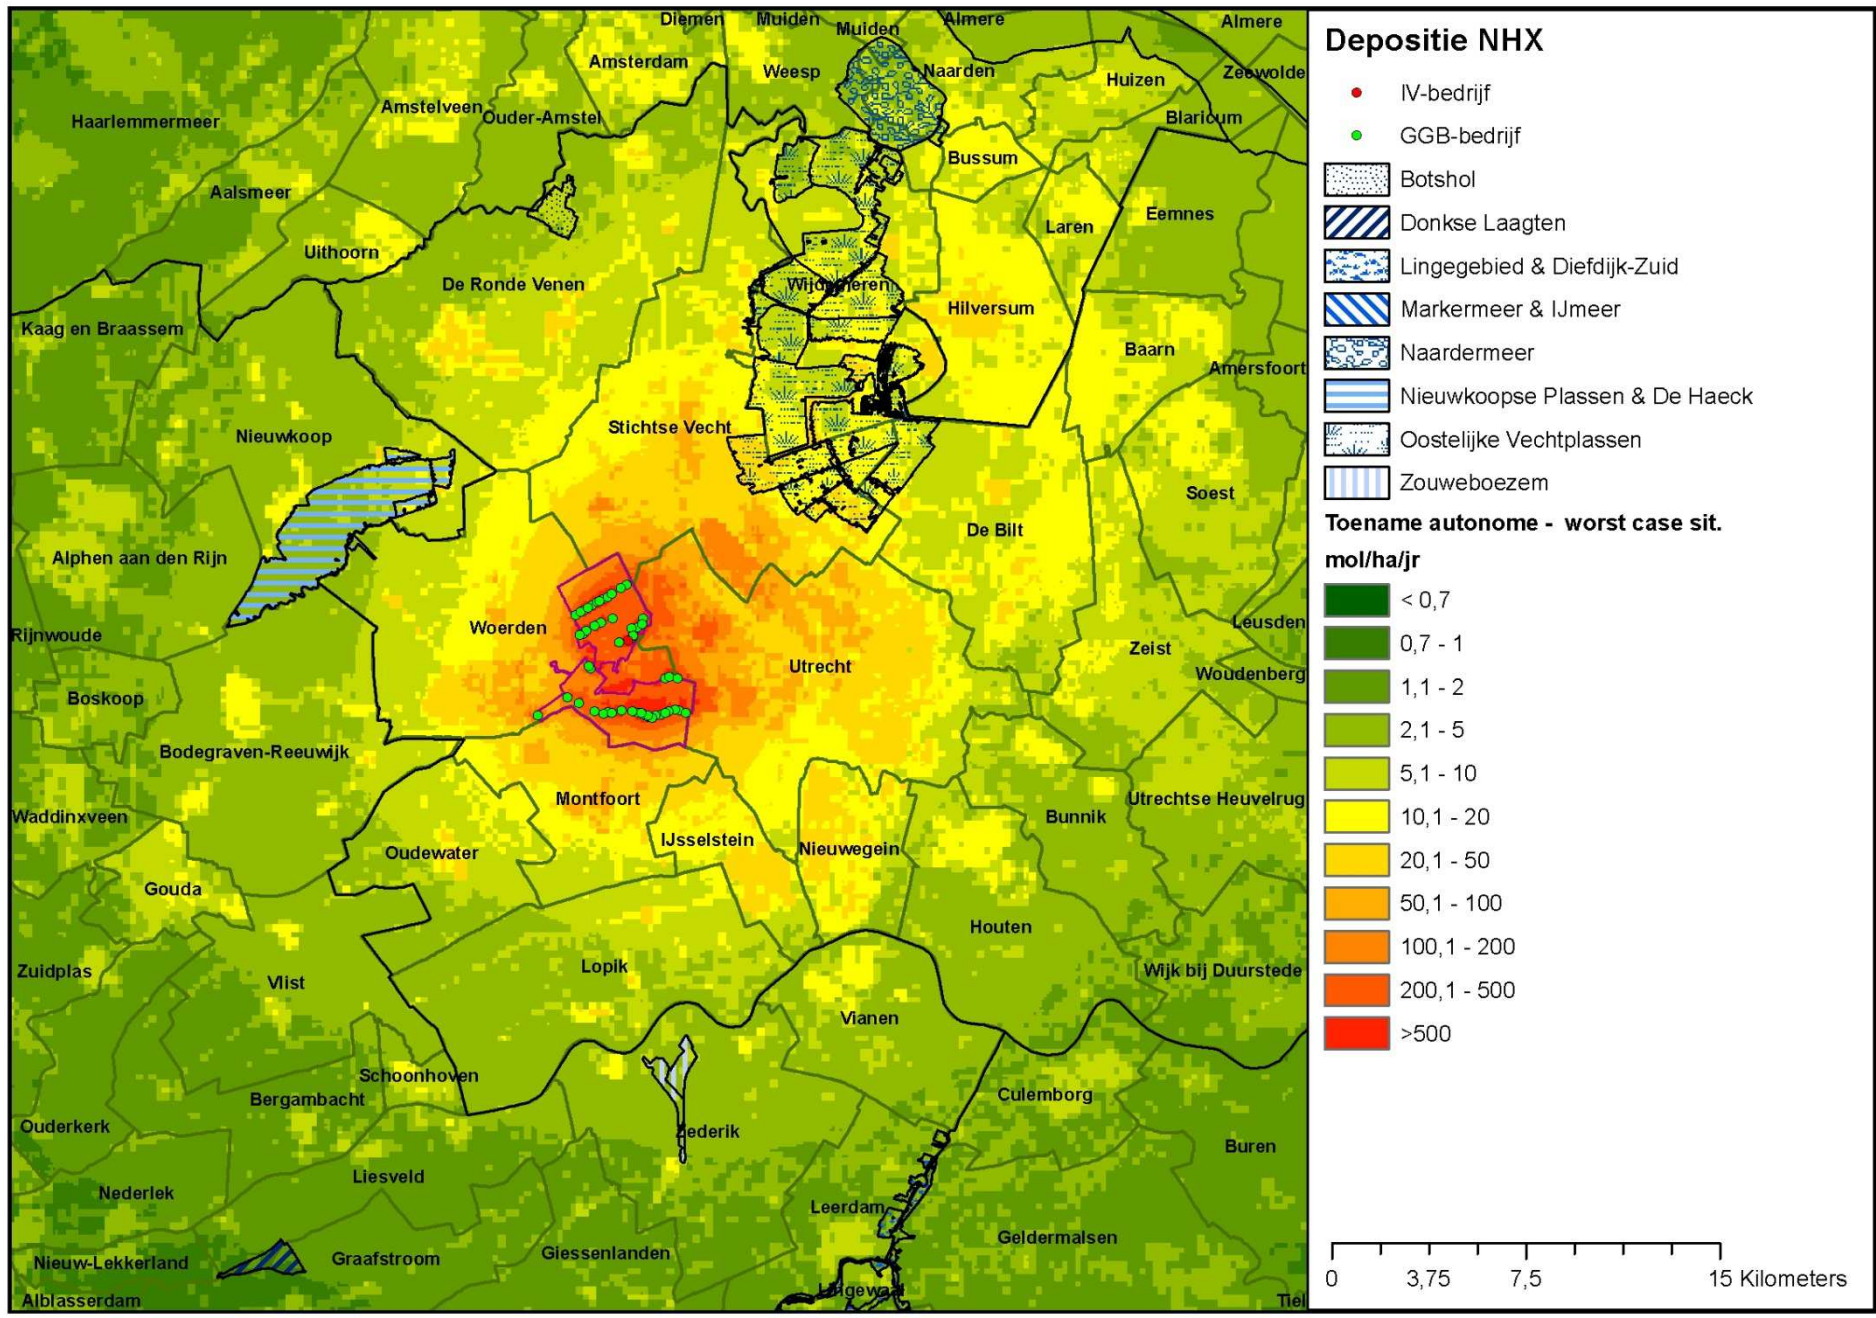 Diemen
Muiden
Muiden
Almere
Almere
Amsterdam
Weesp
Naarden
Huizen
Zeewolde
Haarlemmermeer
Amstelveen
Ouder-Amstel
Blaricum
Bussum
Aalsmeer
Eemnes
Laren
Uithoorn
De Ronde Venen
Wijdemeren
Hilversum
Kaag en Braassem
Baarn
Amersfoort
Nieuwkoop
Stichtse Vecht
Soest
De Bilt
Alphen aan den Rijn
Rijnwoude
Woerden
Leusden
Zeist
Utrecht
Woudenberg
Boskoop
Bodegraven-Reeuwijk
Montfoort
Utrechtse Heuvelrug
Waddinxveen
Bunnik
IJsselstein
Nieuwegein
Oudewater
Gouda
Houten
Zuidplas
Lopik
Wijk bij Duurstede
Vlist
Vianen
Schoonhoven
Bergambacht
Culemborg
Ouderkerk
Zederik
Buren
Liesveld
Nederlek
Leerdam
Geldermalsen
Nieuw-Lekkerland
Graafstroom
Giessenlanden
Alblasserdam
Tiel
Depositie NHX
IV-bedrijf
GGB-bedrijf
Botshol
Donkse Laagten
Lingegebied & Diefdijk-Zuid
Markermeer & IJmeer
Naardermeer
Nieuwkoopse Plassen & De Haeck
Oostelijke Vechtplassen
Zouweboezem
Toename autonome - worst case sit.
mol/ha/jr
< 0,7
0,7 - 1
1,1 - 2
2,1 - 5
5,1 - 10
10,1 - 20
20,1 - 50
50,1 - 100
100,1 - 200
200,1 - 500
>500
0 3,75 7,5 15 Kilometers